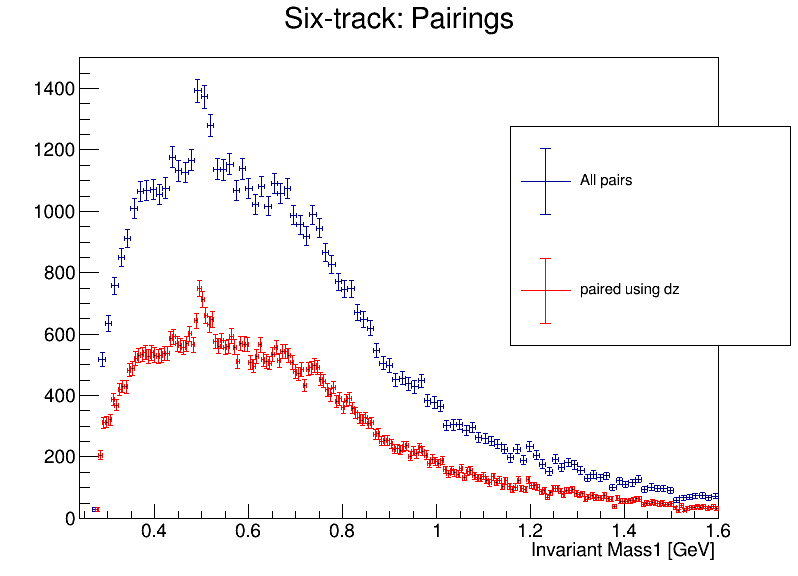 Six-track: Pairings
1400
1200
1000
800
600
400
200
0
All pairs
paired using dz
0.4 0.6 0.8 1 1.2 1.4 1.6
Invariant Mass1 [GeV]